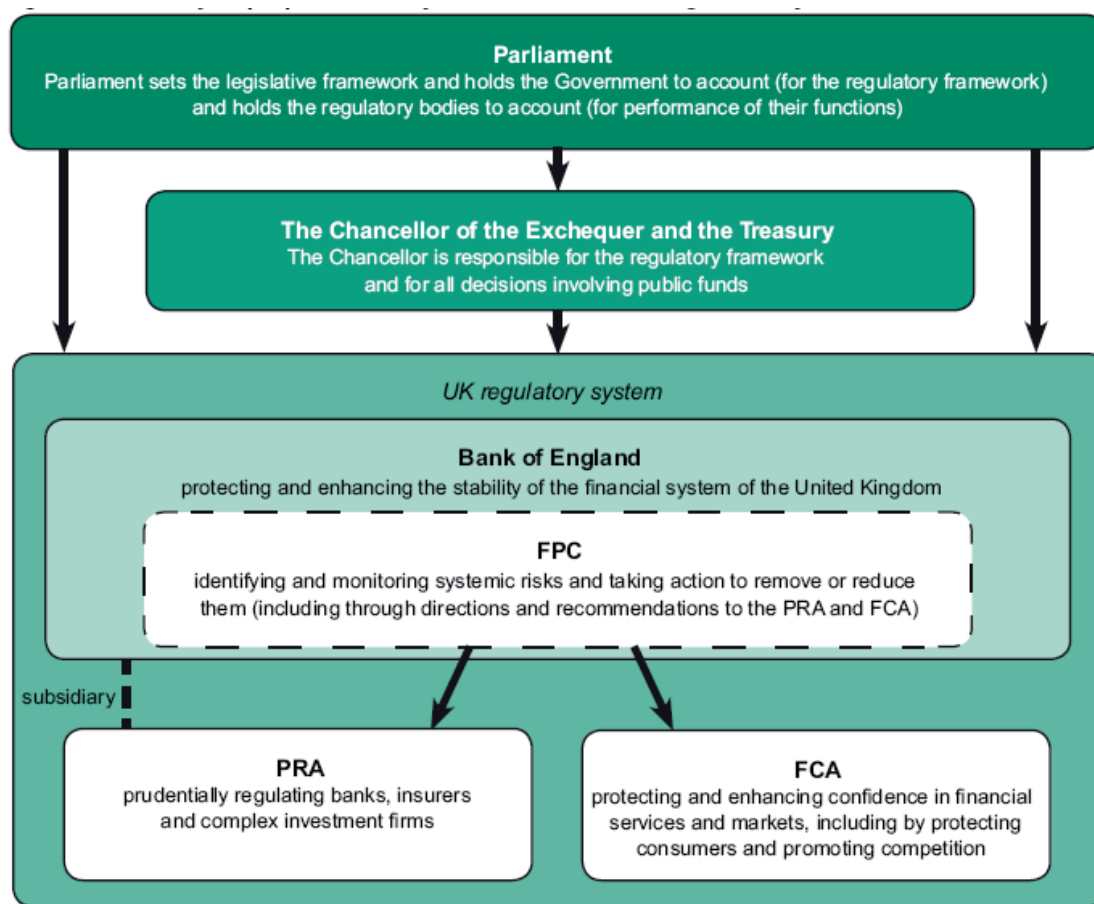 Parliament
Parliament sets the legislative framework and holds the Government to account (for the regulatory framework)
and holds the regulatory bodies to account (for performance of their functions)
The Chancellor of the Exchequer and the Treasury
The Chancellor is responsible for the regulatory framework
and for all decisions involving public funds
UK regulatory system
Bank of England
protecting and enhancing the stability of the financial system of the United Kingdom
FPC
identifying and monitoring systemic risks and taking action to remove or reduce
them (including through directions and recommendations to the PRA and FCA)
subsidiary
PRA
prudentially regulating banks, insurers
and complex investment firms
FCA
protecting and enhancing confidence in financial
services and markets, including by protecting
consumers and promoting competition